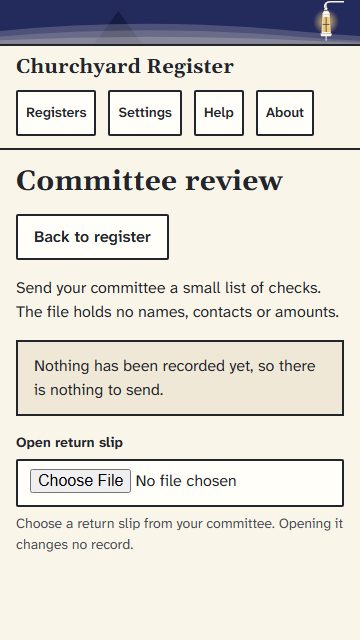 Churchyard Register
Registers
Settings
Help
About
Committee review
Back to register
Send your committee a small list of checks.
The file holds no names, contacts or amounts.
Nothing has been recorded yet, so there
is nothing to send.
Open return slip
Choose File No file chosen
Choose a return slip from your committee. Opening it
changes no record.